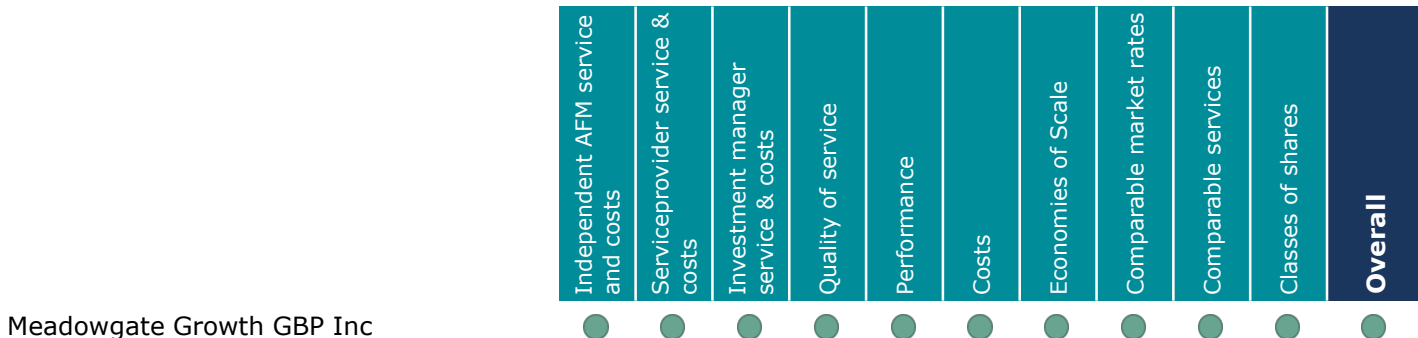 Independent AFM service
and costs
Serviceprovider service &
costs
Investment manager
service & costs
Quality of service
Performance
Costs
Economies of Scale
Comparable market rates
Comparable services
Classes of shares
Overall
Meadowgate Growth GBP Inc